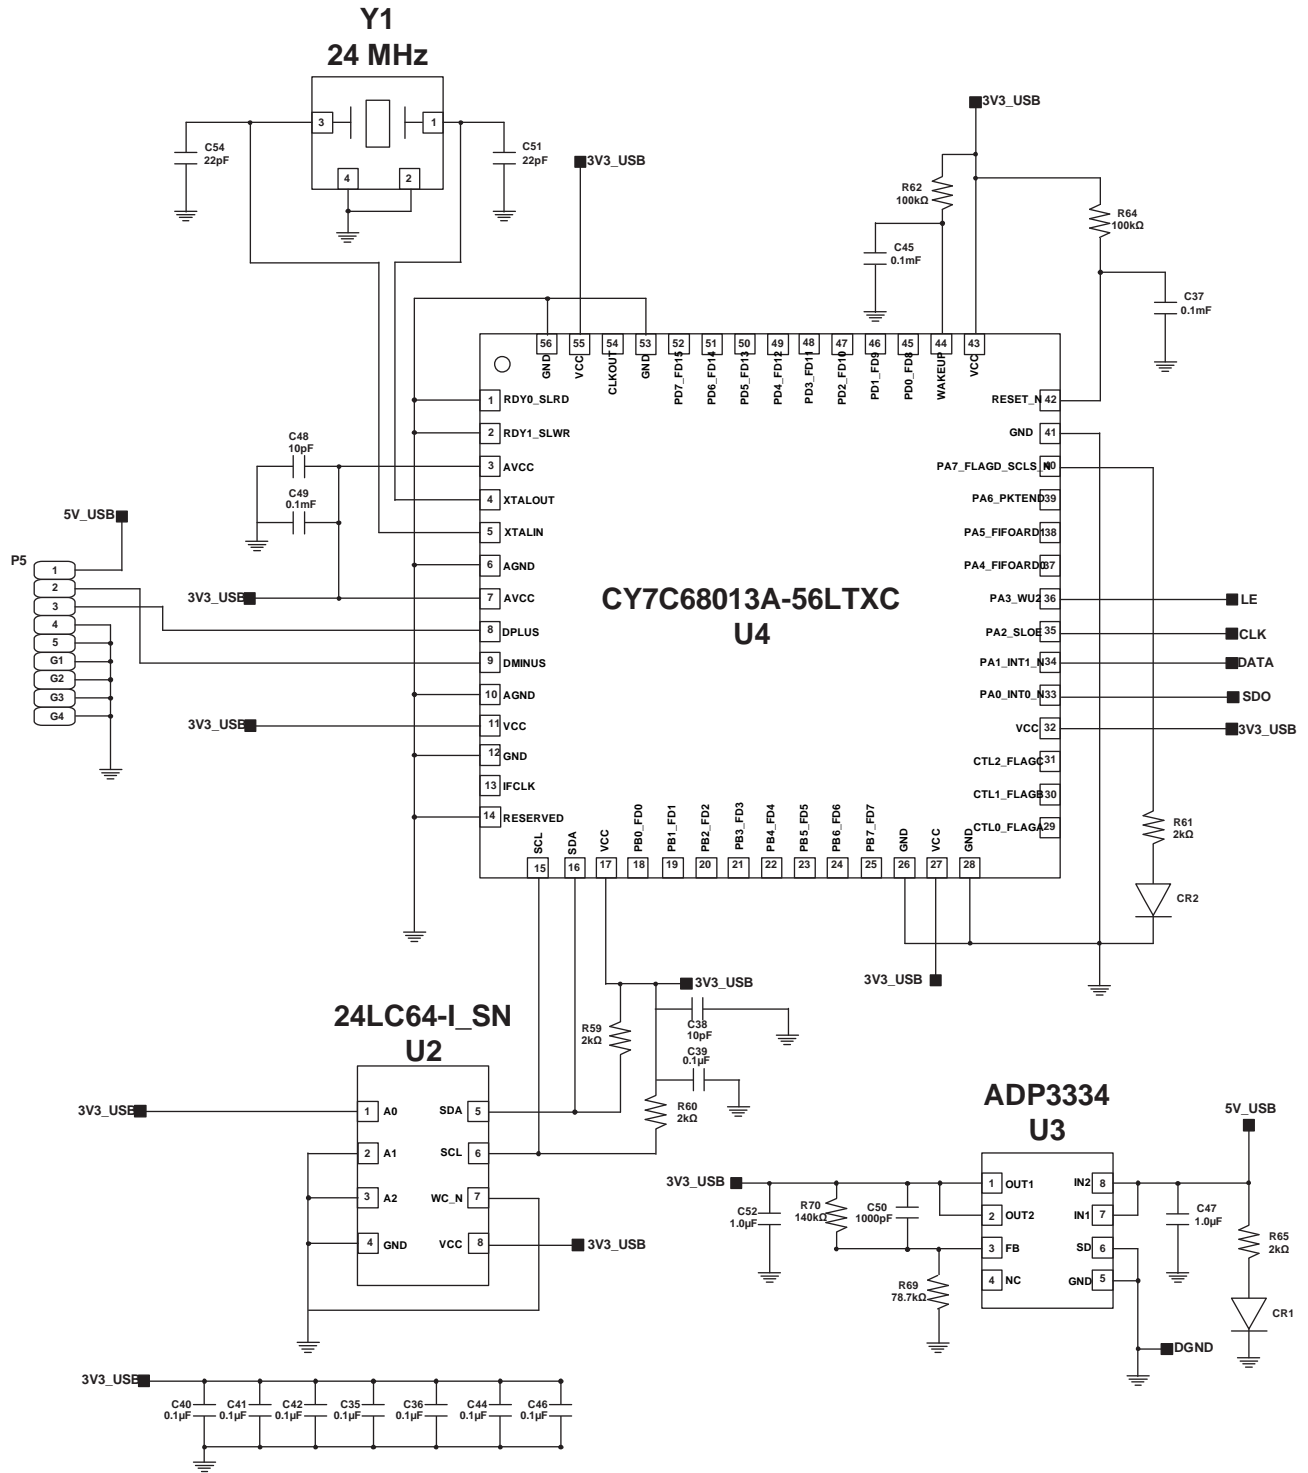 Y1
24 MHz
3
1
4
2
C54
22pF
C51
22pF
3V3_USB
3V3_USB
R62
100kΩ
R64
100kΩ
C45
0.1mF
C37
0.1mF
56
55
54
53
52
51
50
49
48
47
46
45
44
43
GND
VCC
CLKOUT
GND
PD7_FD15
PD6_FD14
PD5_FD13
PD4_FD12
PD3_FD11
PD2_FD10
PD1_FD9
PD0_FD8
WAKEUP
VCC
1 RDY0_SLRD
2 RDY1_SLWR
3 AVCC
4 XTALOUT
5 XTALIN
6 AGND
7 AVCC
8 DPLUS
9 DMINUS
10 AGND
11 VCC
12 GND
13 IFCLK
14 RESERVED
RESET_N 42
GND 41
PA7_FLAGD_SCLS_N 40
PA6_PKTEND 39
PA5_FIFOARD1 38
PA4_FIFOARD0 37
PA3_WU2 36
PA2_SLOE 35
PA1_INT1_N 34
PA0_INT0_N 33
VCC 32
CTL2_FLAGC 31
CTL1_FLAGB 30
CTL0_FLAGA 29
CY7C68013A-56LTXC
U4
C48
10pF
C49
0.1mF
5V_USB
P5
1
2
3
4
5
G1
G2
G3
G4
3V3_USB
3V3_USB
LE
CLK
DATA
SDO
3V3_USB
SCL
SDA
VCC
PB0_FD0
PB1_FD1
PB2_FD2
PB3_FD3
PB4_FD4
PB5_FD5
PB6_FD6
PB7_FD7
GND
VCC
GND
15
16
17
18
19
20
21
22
23
24
25
26
27
28
R61
2kΩ
CR2
3V3_USB
3V3_USB
C38
10pF
C39
0.1µF
R59
2kΩ
R60
2kΩ
24LC64-I_SN
U2
3V3_USB
1 A0
2 A1
3 A2
4 GND
SDA 5
SCL 6
WC_N 7
VCC 8
3V3_USB
ADP3334
U3
5V_USB
3V3_USB
C52
1.0µF
R70
140kΩ
C50
1000pF
R69
78.7kΩ
1 OUT1
2 OUT2
3 FB
4 NC
IN2 8
IN1 7
SD 6
GND 5
C47
1.0µF
R65
2kΩ
CR1
DGND
3V3_USB
C40
0.1µF
C41
0.1µF
C42
0.1µF
C35
0.1µF
C36
0.1µF
C44
0.1µF
C46
0.1µF